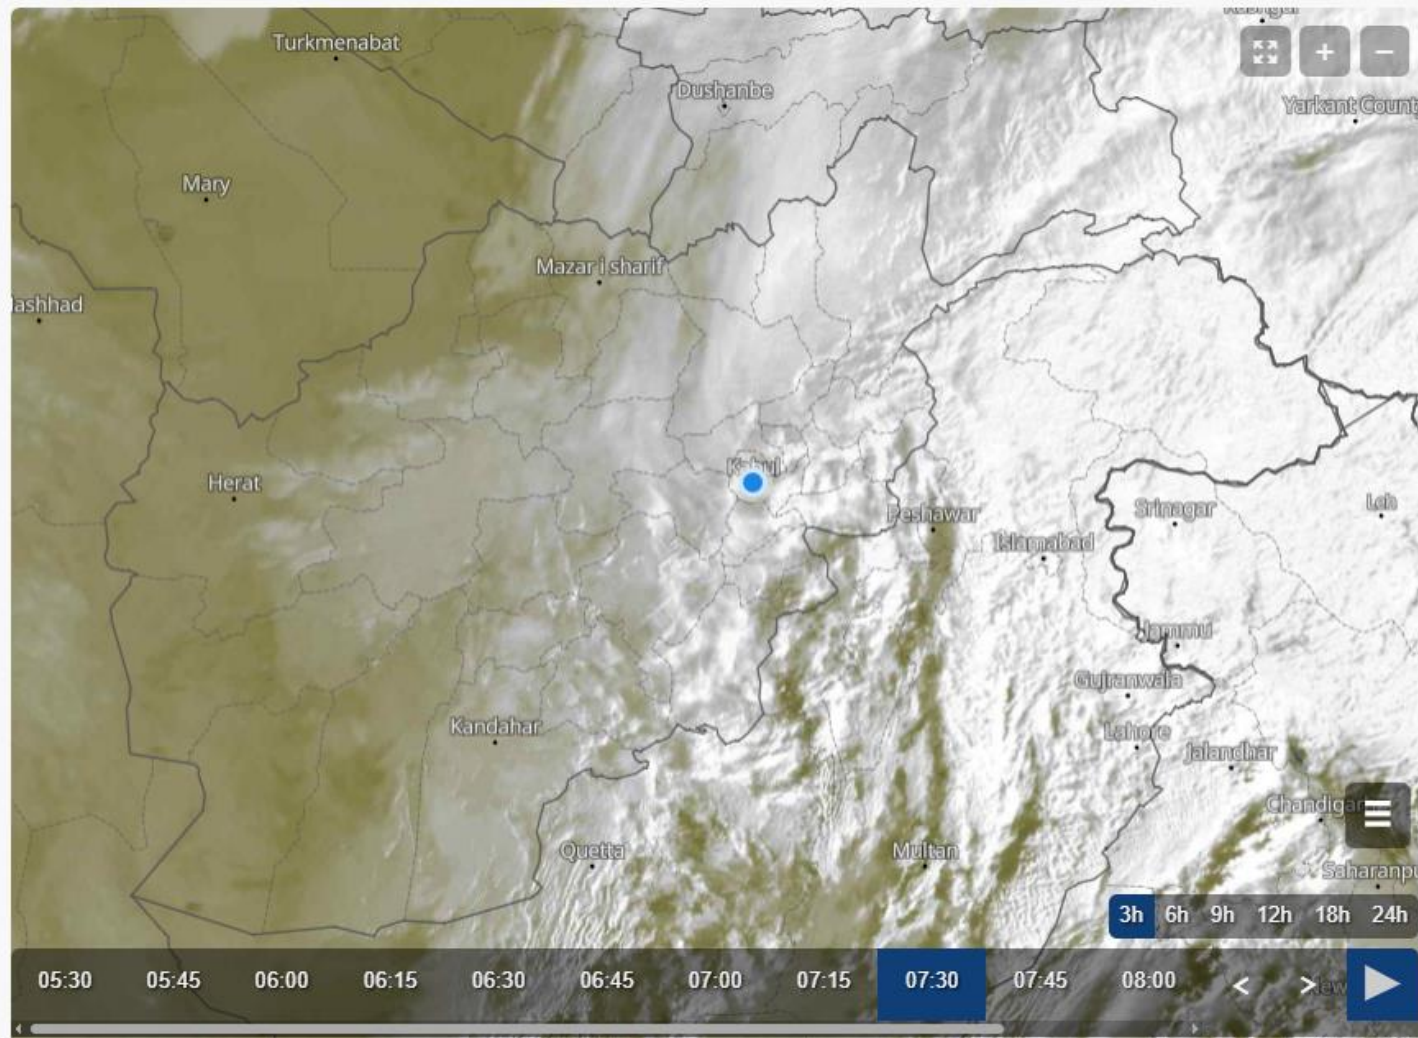 Turkmenabat
Dushanbe
+
−
Yarkant Count
Mary
Mazar i sharif
ashhad
Herat
Kabul
Peshawar
Islamabad
Srinagar
Leh
Jammu
Gujranwala
Kandahar
Lahore
Jalandhar
Quetta
Multan
Saharanpu
3h 6h 9h 12h 18h 24h
05:30 05:45 06:00 06:15 06:30 06:45 07:00 07:15 07:30 07:45 08:00 < >